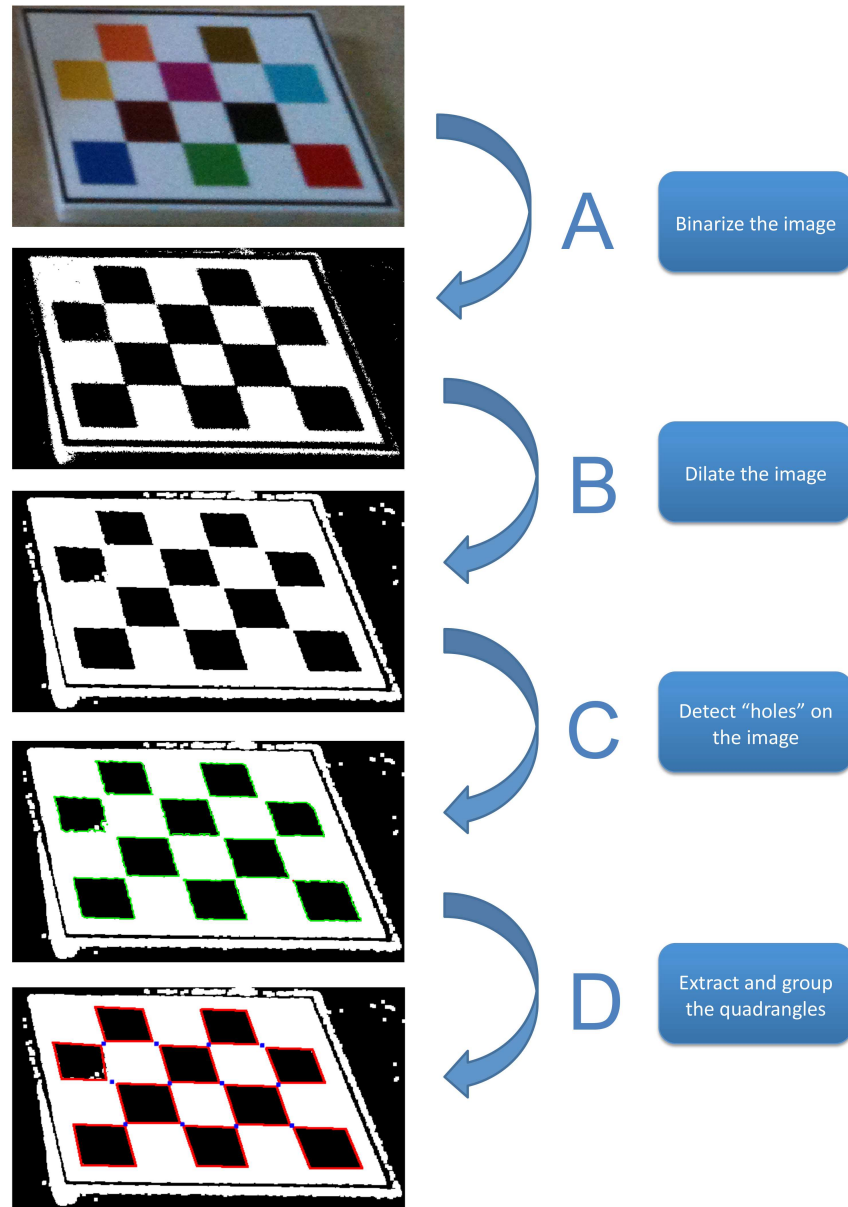 A
Binarize the image
B
Dilate the image
C
Detect “holes” on
the image
D
Extract and group
the quadrangles